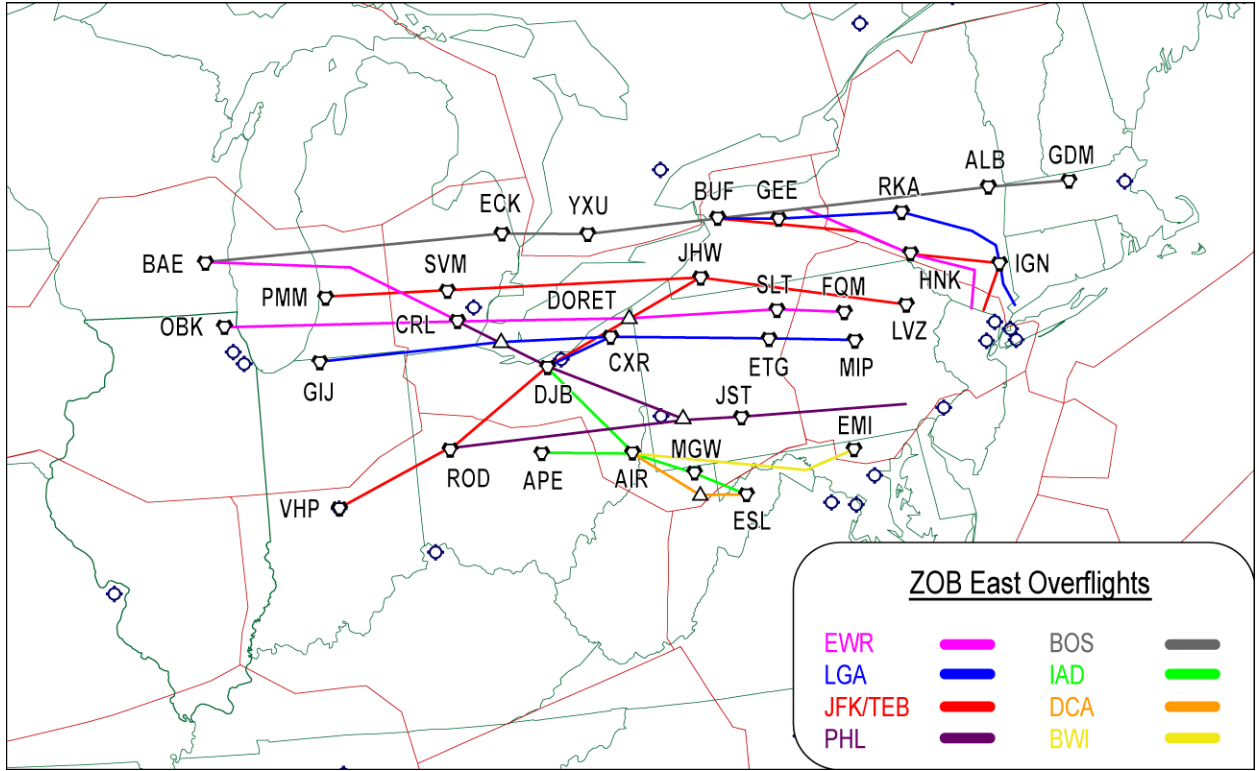 ALB
GDM
BUF
GEE
RKA
ECK
YXU
BAE
SVM
JHW
IGN
PMM
DORET
SLT
FQM
HNK
OBK
CRL
LVZ
GIJ
CXR
ETG
MIP
DJB
JST
EMI
MGW
ROD
APE
AIR
VHP
ESL
ZOB East Overflights
EWR
BOS
LGA
IAD
JFK/TEB
DCA
PHL
BWI